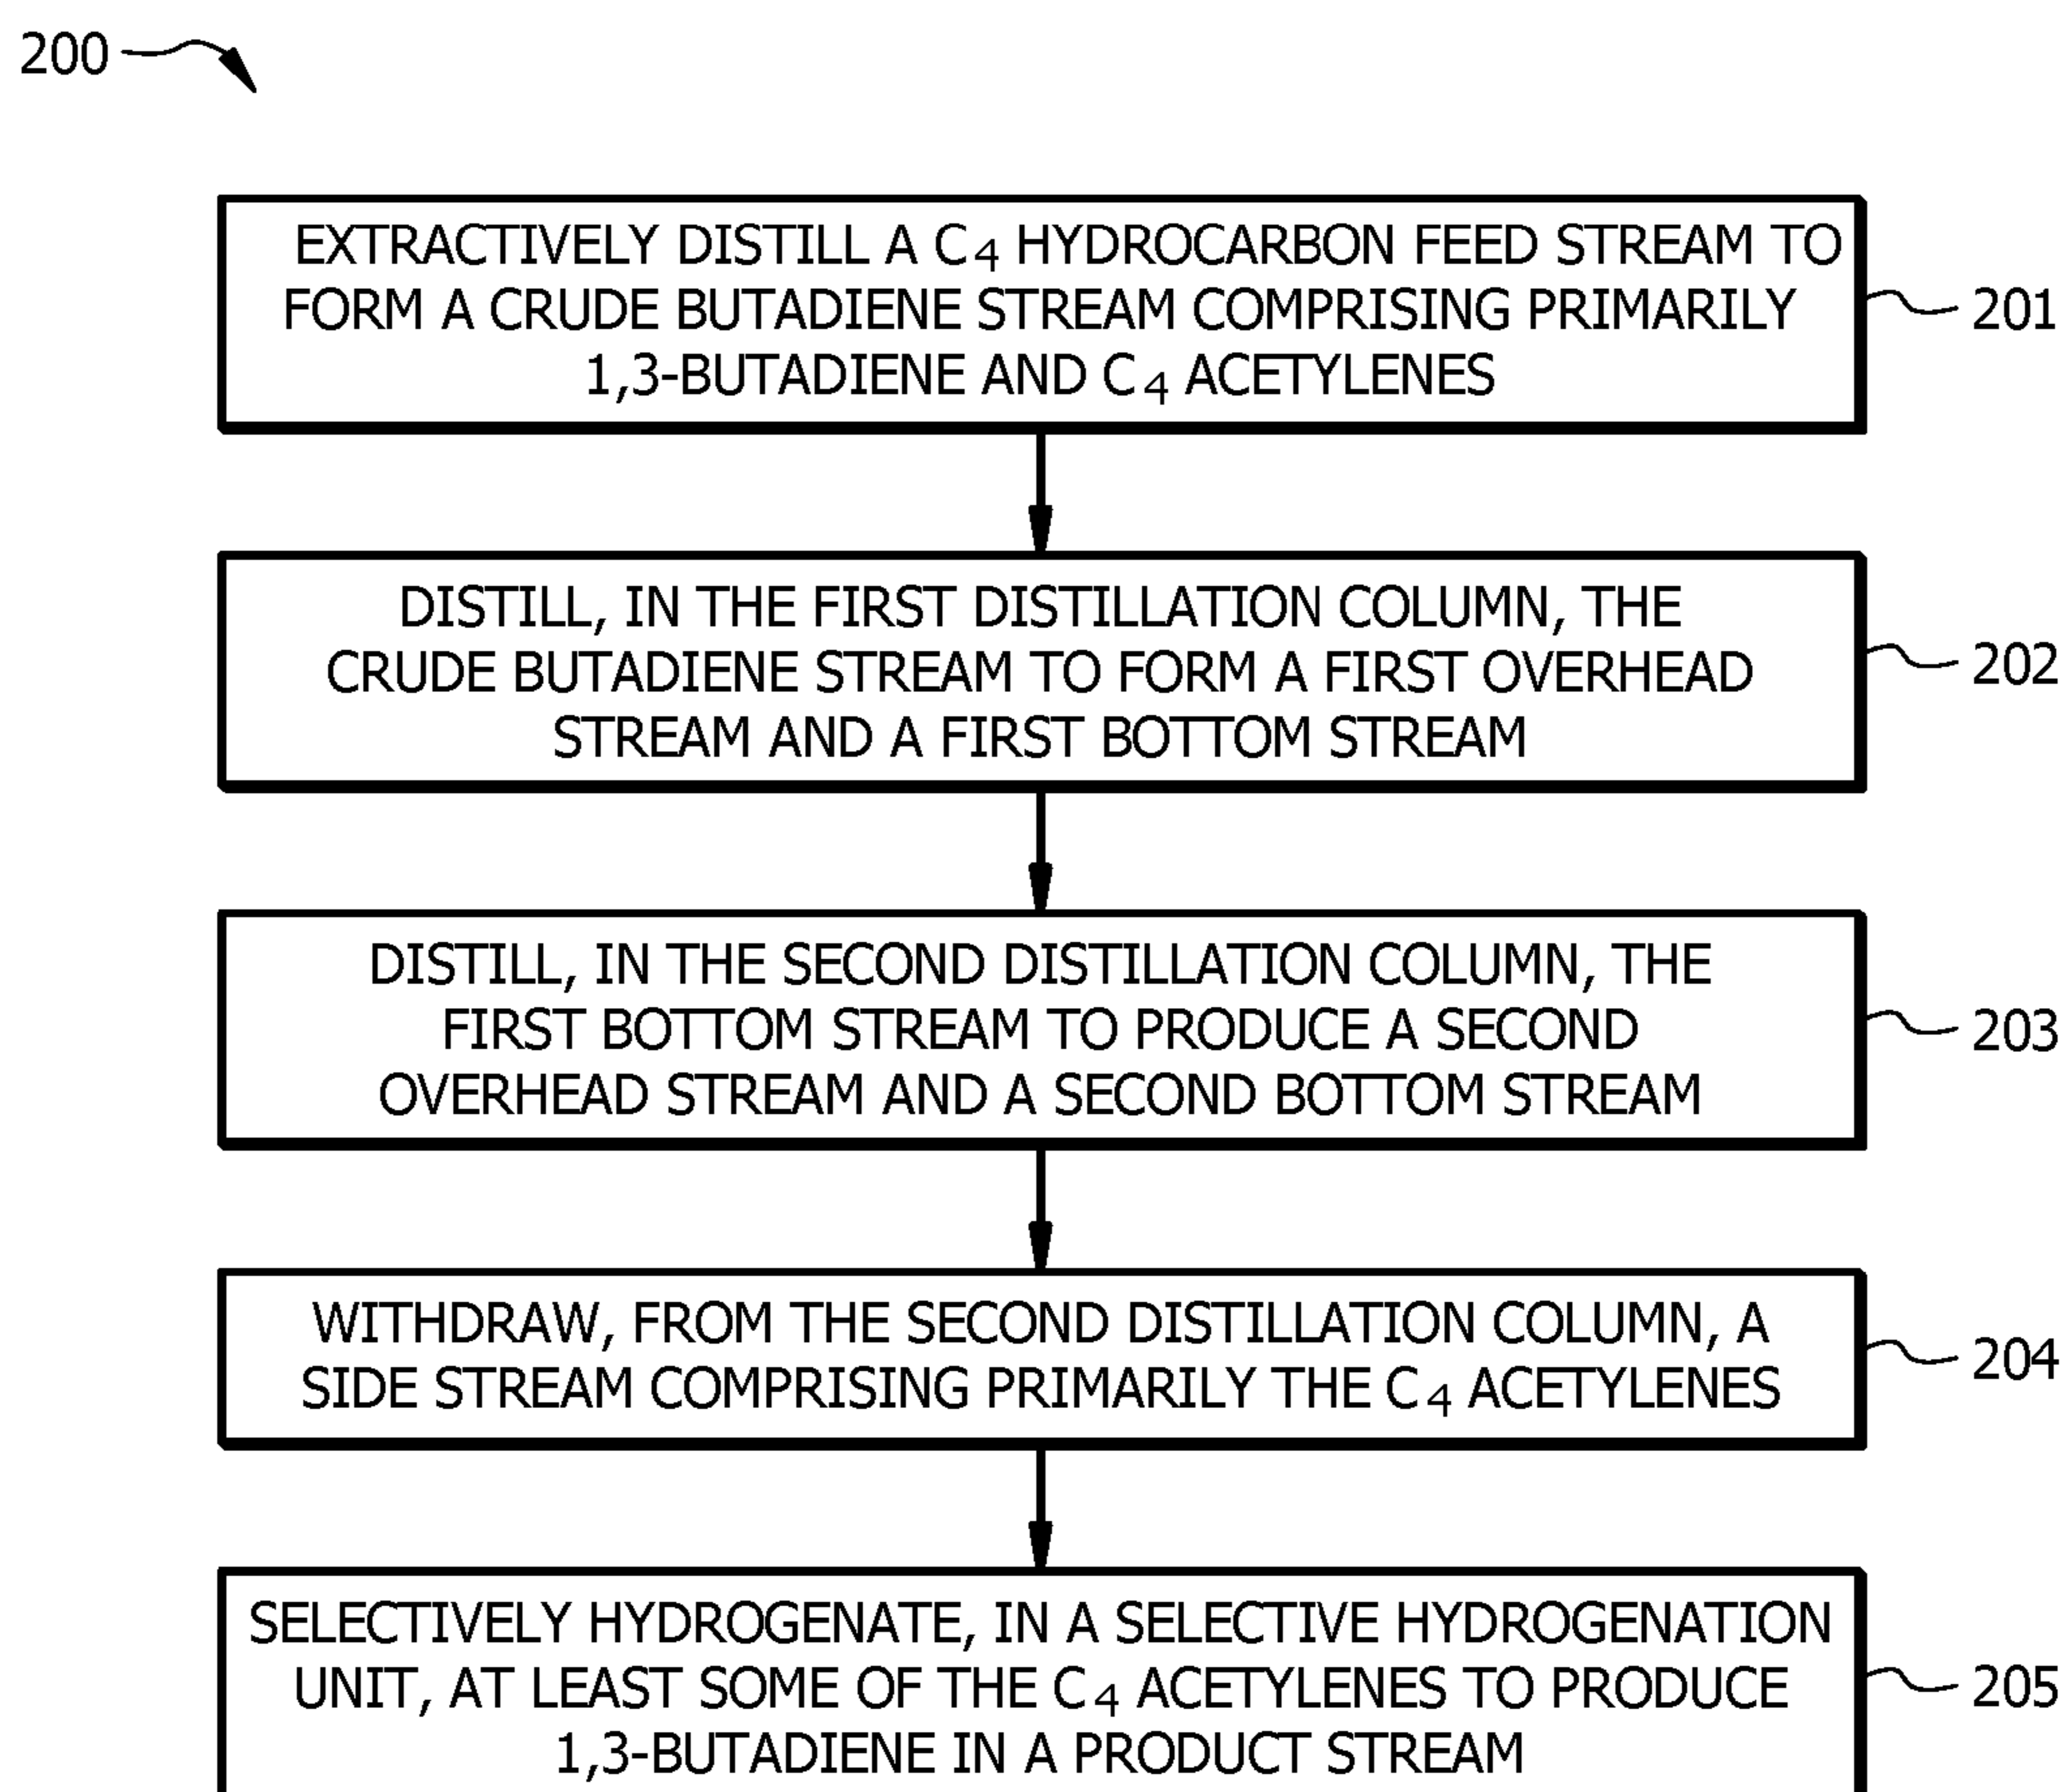 200
EXTRACTIVELY DISTILL A C4 HYDROCARBON FEED STREAM TO
FORM A CRUDE BUTADIENE STREAM COMPRISING PRIMARILY
1,3-BUTADIENE AND C4 ACETYLENES
201
DISTILL, IN THE FIRST DISTILLATION COLUMN, THE
CRUDE BUTADIENE STREAM TO FORM A FIRST OVERHEAD
STREAM AND A FIRST BOTTOM STREAM
202
DISTILL, IN THE SECOND DISTILLATION COLUMN, THE
FIRST BOTTOM STREAM TO PRODUCE A SECOND
OVERHEAD STREAM AND A SECOND BOTTOM STREAM
203
WITHDRAW, FROM THE SECOND DISTILLATION COLUMN, A
SIDE STREAM COMPRISING PRIMARILY THE C4 ACETYLENES
204
SELECTIVELY HYDROGENATE, IN A SELECTIVE HYDROGENATION
UNIT, AT LEAST SOME OF THE C4 ACETYLENES TO PRODUCE
1,3-BUTADIENE IN A PRODUCT STREAM
205